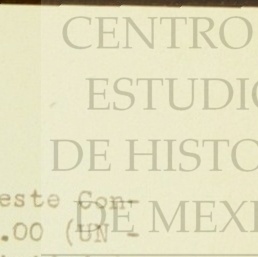 CENTRO
ESTUDIO
DE HISTO
DE MEXI
este Con-
.00 (UN -